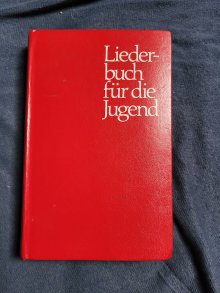 Lieder-
buch
für die
Jugend